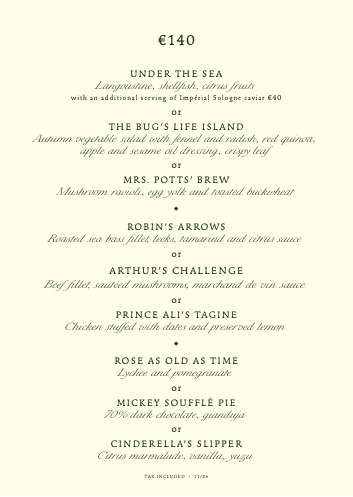 €140
UNDER THE SEA
Langoustine, shellfish, citrus fruits
with an additional serving of Impérial Sologne caviar €40
or
THE BUG'S LIFE ISLAND
Autumn vegetable salad with fennel and radish, red quinoa,
apple and sesame oil dressing, crispy leaf
or
MRS. POTTS' BREW
Mushroom ravioli, egg yolk and toasted buckwheat
ROBIN'S ARROWS
Roasted sea bass fillet, leeks, tamarind and citrus sauce
or
ARTHUR'S CHALLENGE
Beef fillet, sautéed mushrooms, marchand de vin sauce
or
PRINCE ALI'S TAGINE
Chicken stuffed with dates and preserved lemon
ROSE AS OLD AS TIME
Lychee and pomegranate
or
MICKEY SOUFFLÉ PIE
70% dark chocolate, gianduja
or
CINDERELLA'S SLIPPER
Citrus marmalade, vanilla, yuzu
TAX INCLUDED • 11/24